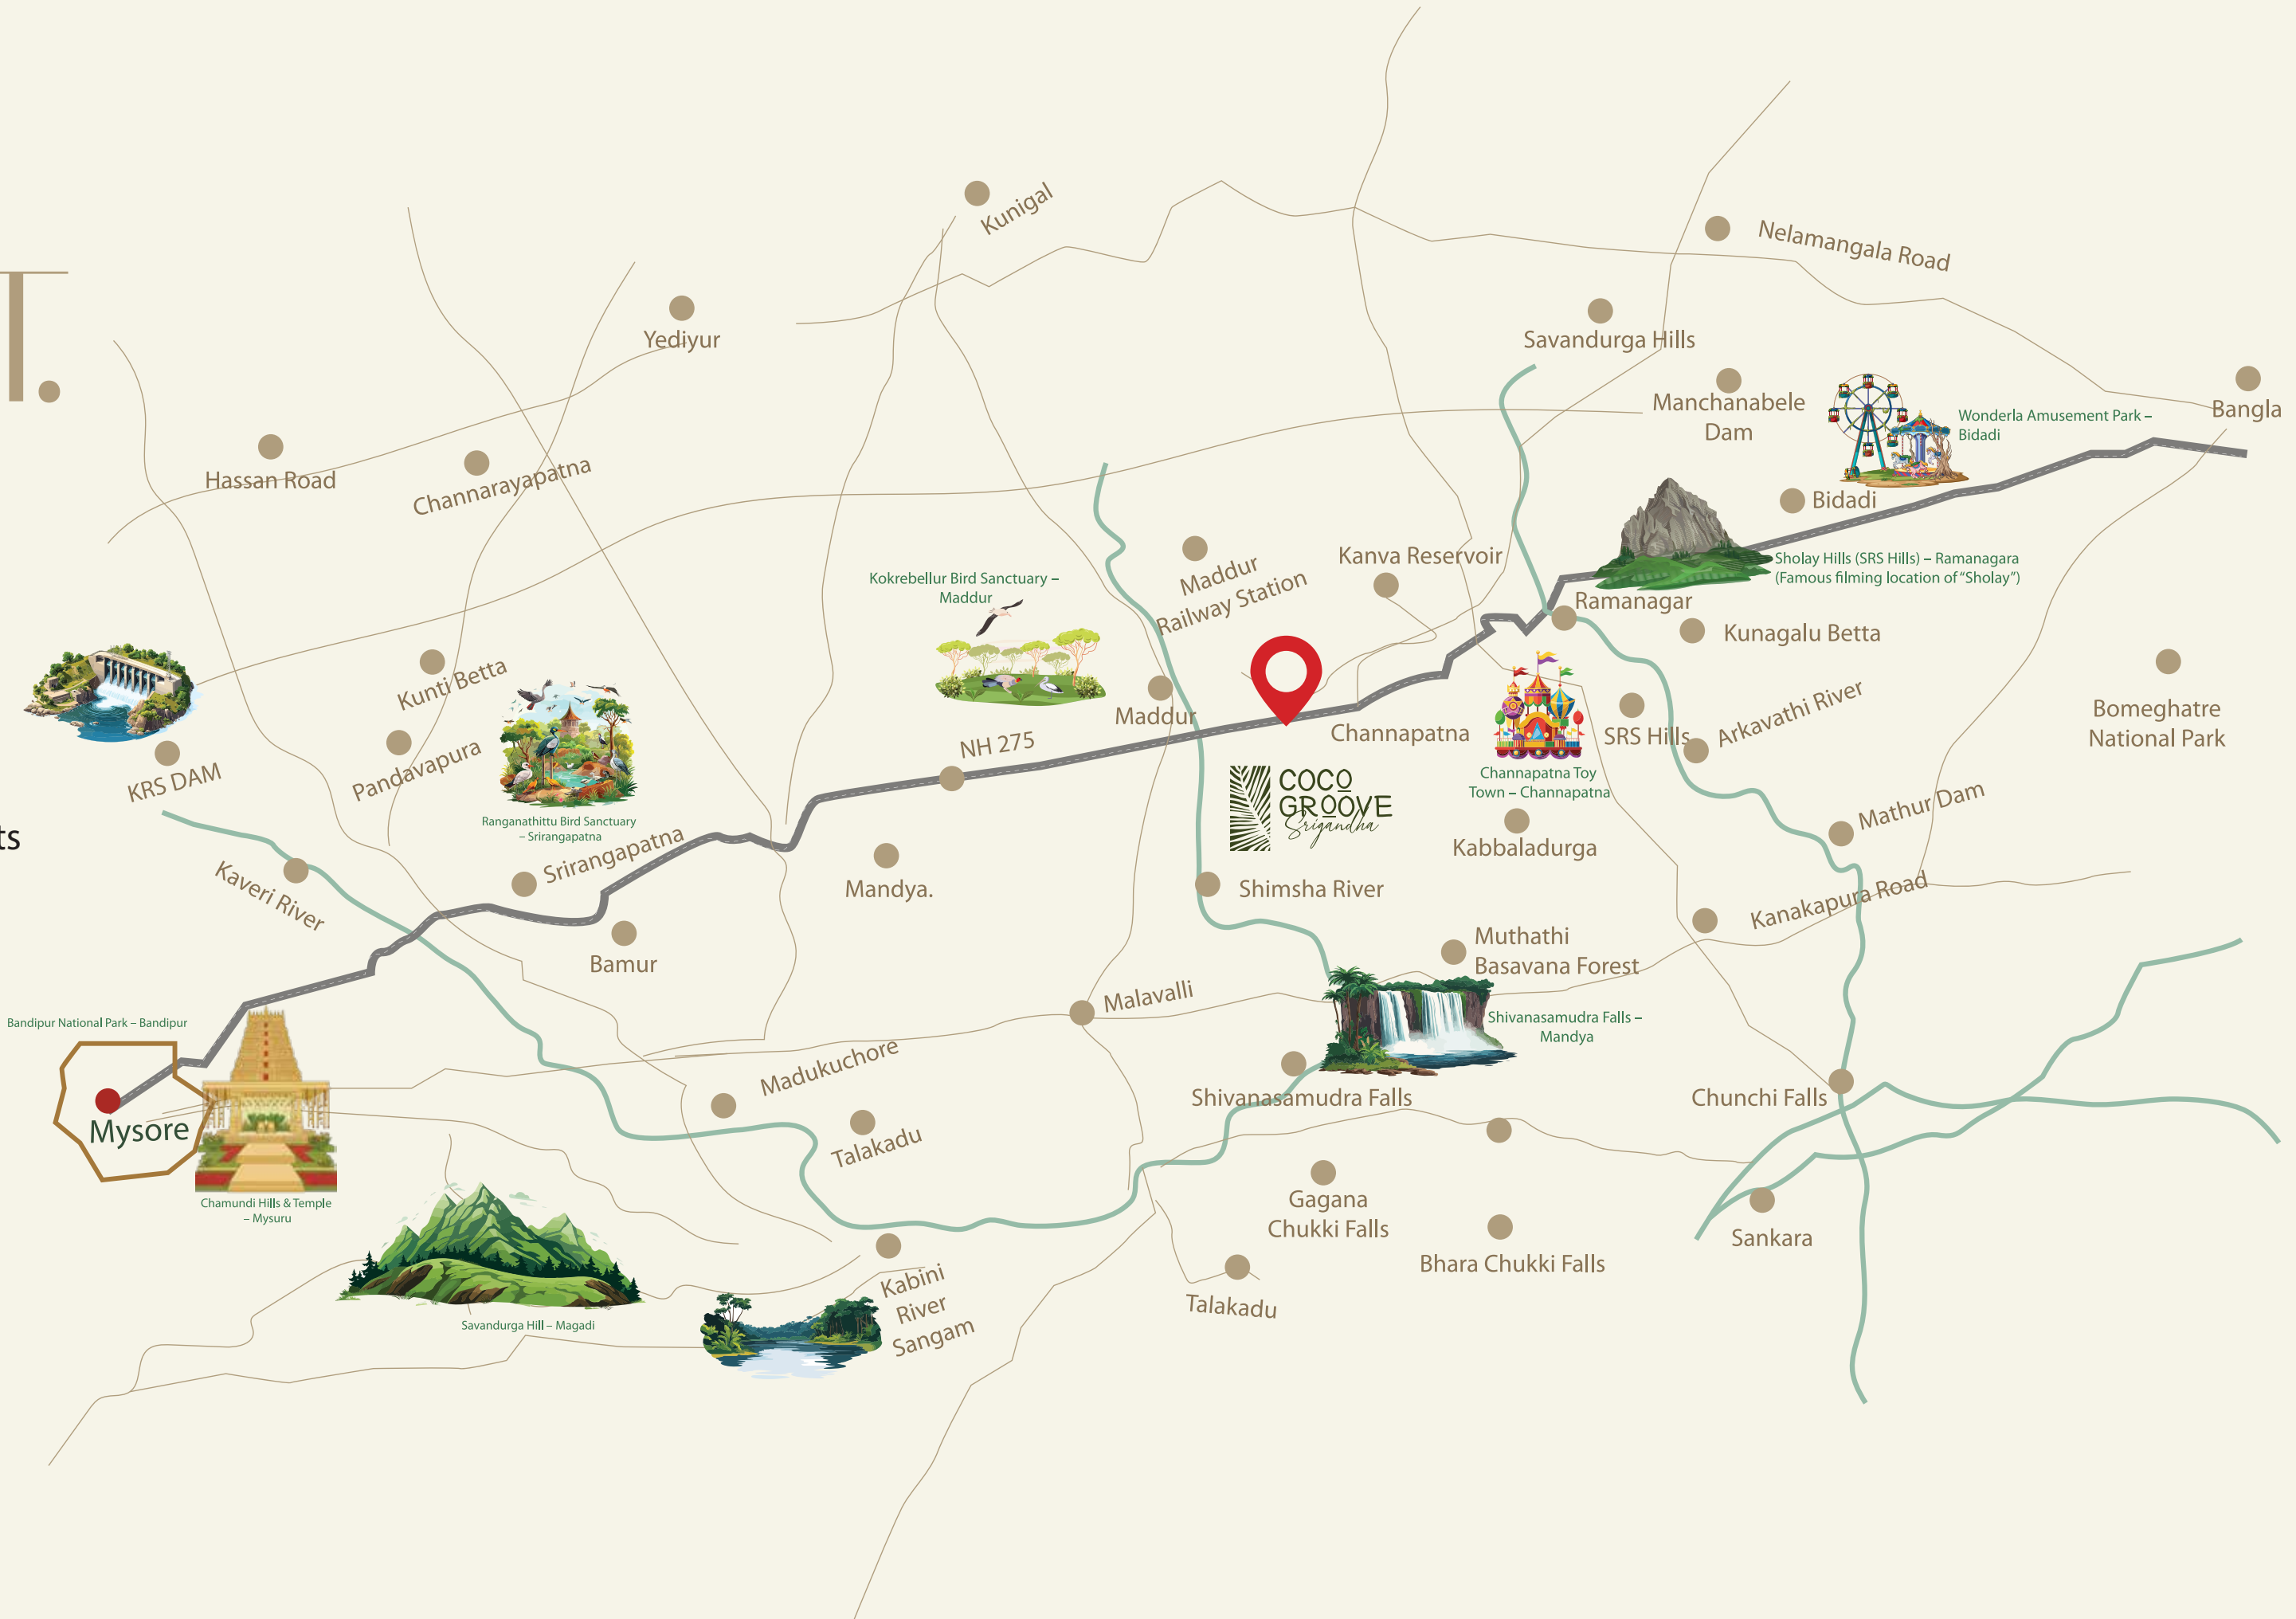 T.
ts
Kunigal
Nelamangala Road
Yediyur
Savandurga Hills
Manchanabele
Dam
Wonderla Amusement Park –
Bidadi
Bangla
Hassan Road
Channarayapatna
Bidadi
Kokrebellur Bird Sanctuary –
Maddur
Maddur
Railway Station
Kanva Reservoir
Sholay Hills (SRS Hills) – Ramanagara
(Famous filming location of "Sholay")
Ramanagar
Kunagalu Betta
Kunti Betta
Maddur
NH 275
Channapatna
SRS Hills
Arkavathi River
Bomeghatre
National Park
KRS DAM
Pandavapura
Ranganathittu Bird Sanctuary
– Srirangapatna
COCO
GROOVE
Srigandha
Channapatna Toy
Town – Channapatna
Mathur Dam
Srirangapatna
Kabbaladurga
Kaveri River
Mandya.
Shimsha River
Kanakapura Road
Bamur
Muthathi
Basavana Forest
Malavalli
Bandipur National Park – Bandipur
Shivanasamudra Falls –
Mandya
Madukuchore
Shivanasamudra Falls
Chunchi Falls
Mysore
Talakadu
Chamundi Hills & Temple
– Mysuru
Gagana
Chukki Falls
Sankara
Bhara Chukki Falls
Kabini
River
Sangam
Talakadu
Savandurga Hill – Magadi